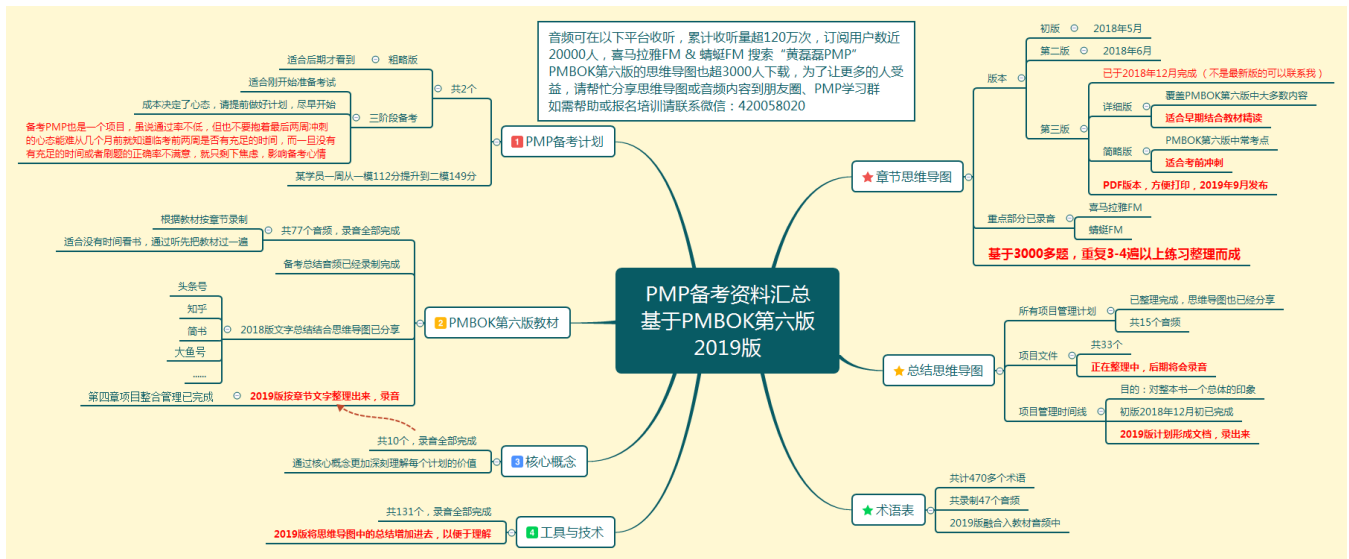 音频可在以下平台收听，累计收听量超120万次，订阅用户数近
20000人，喜马拉雅FM & 蜻蜓FM 搜索“黄磊磊PMP”
PMBOK第六版的思维导图也超3000人下载，为了让更多的人受
益，请帮忙分享思维导图或音频内容到朋友圈、PMP学习群
如需帮助或报名培训请联系微信：420058020
PMP备考资料汇总
基于PMBOK第六版
2019版
1
PMP备考计划
共2个
粗略版
适合后期才看到
三阶段备考
适合刚开始准备考试
成本决定了心态，请提前做好计划，尽早开始
备考PMP也是一个项目，虽说通过率不低，但也不要抱着最后两周冲刺
的心态能难从几个月前就知道临考前两周是否有充足的时间，而一旦没有
有充足的时间或者刷题的正确率不满意，就只剩下焦虑，影响备考心情
某学员一周从一模112分提升到二模149分
2
PMBOK第六版教材
共77个音频，录音全部完成
根据教材按章节录制
适合没有时间看书，通过听先把教材过一遍
备考总结音频已经录制完成
2018版文字总结结合思维导图已分享
头条号
知乎
简书
大鱼号
......
2019版按章节文字整理出来，录音
第四章项目整合管理已完成
3
核心概念
共10个，录音全部完成
通过核心概念更加深刻理解每个计划的价值
4
工具与技术
共131个，录音全部完成
2019版将思维导图中的总结增加进去，以便于理解
章节思维导图
版本
初版
2018年5月
第二版
2018年6月
第三版
已于2018年12月完成（不是最新版的可以联系我）
详细版
覆盖PMBOK第六版中大多数内容
适合早期结合教材精读
简略版
PMBOK第六版中常考点
适合考前冲刺
PDF版本，方便打印，2019年9月发布
重点部分已录音
喜马拉雅FM
蜻蜓FM
基于3000多题，重复3-4遍以上练习整理而成
总结思维导图
所有项目管理计划
已整理完成，思维导图也已经分享
共15个音频
项目文件
共33个
正在整理中，后期将会录音
项目管理时间线
目的：对整本书一个总体的印象
初版2018年12月初已完成
2019版计划形成文档，录出来
术语表
共计470多个术语
共录制47个音频
2019版融合入教材音频中